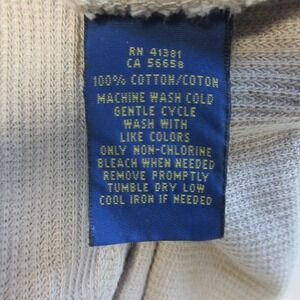 RN 41381
CA 56658
100% COTTON/COTON
MACHINE WASH COLD
GENTLE CYCLE
WASH WITH
LIKE COLORS
ONLY NON-CHLORINE
BLEACH WHEN NEEDED
REMOVE PROMPTLY
TUMBLE DRY LOW
COOL IRON IF NEEDED